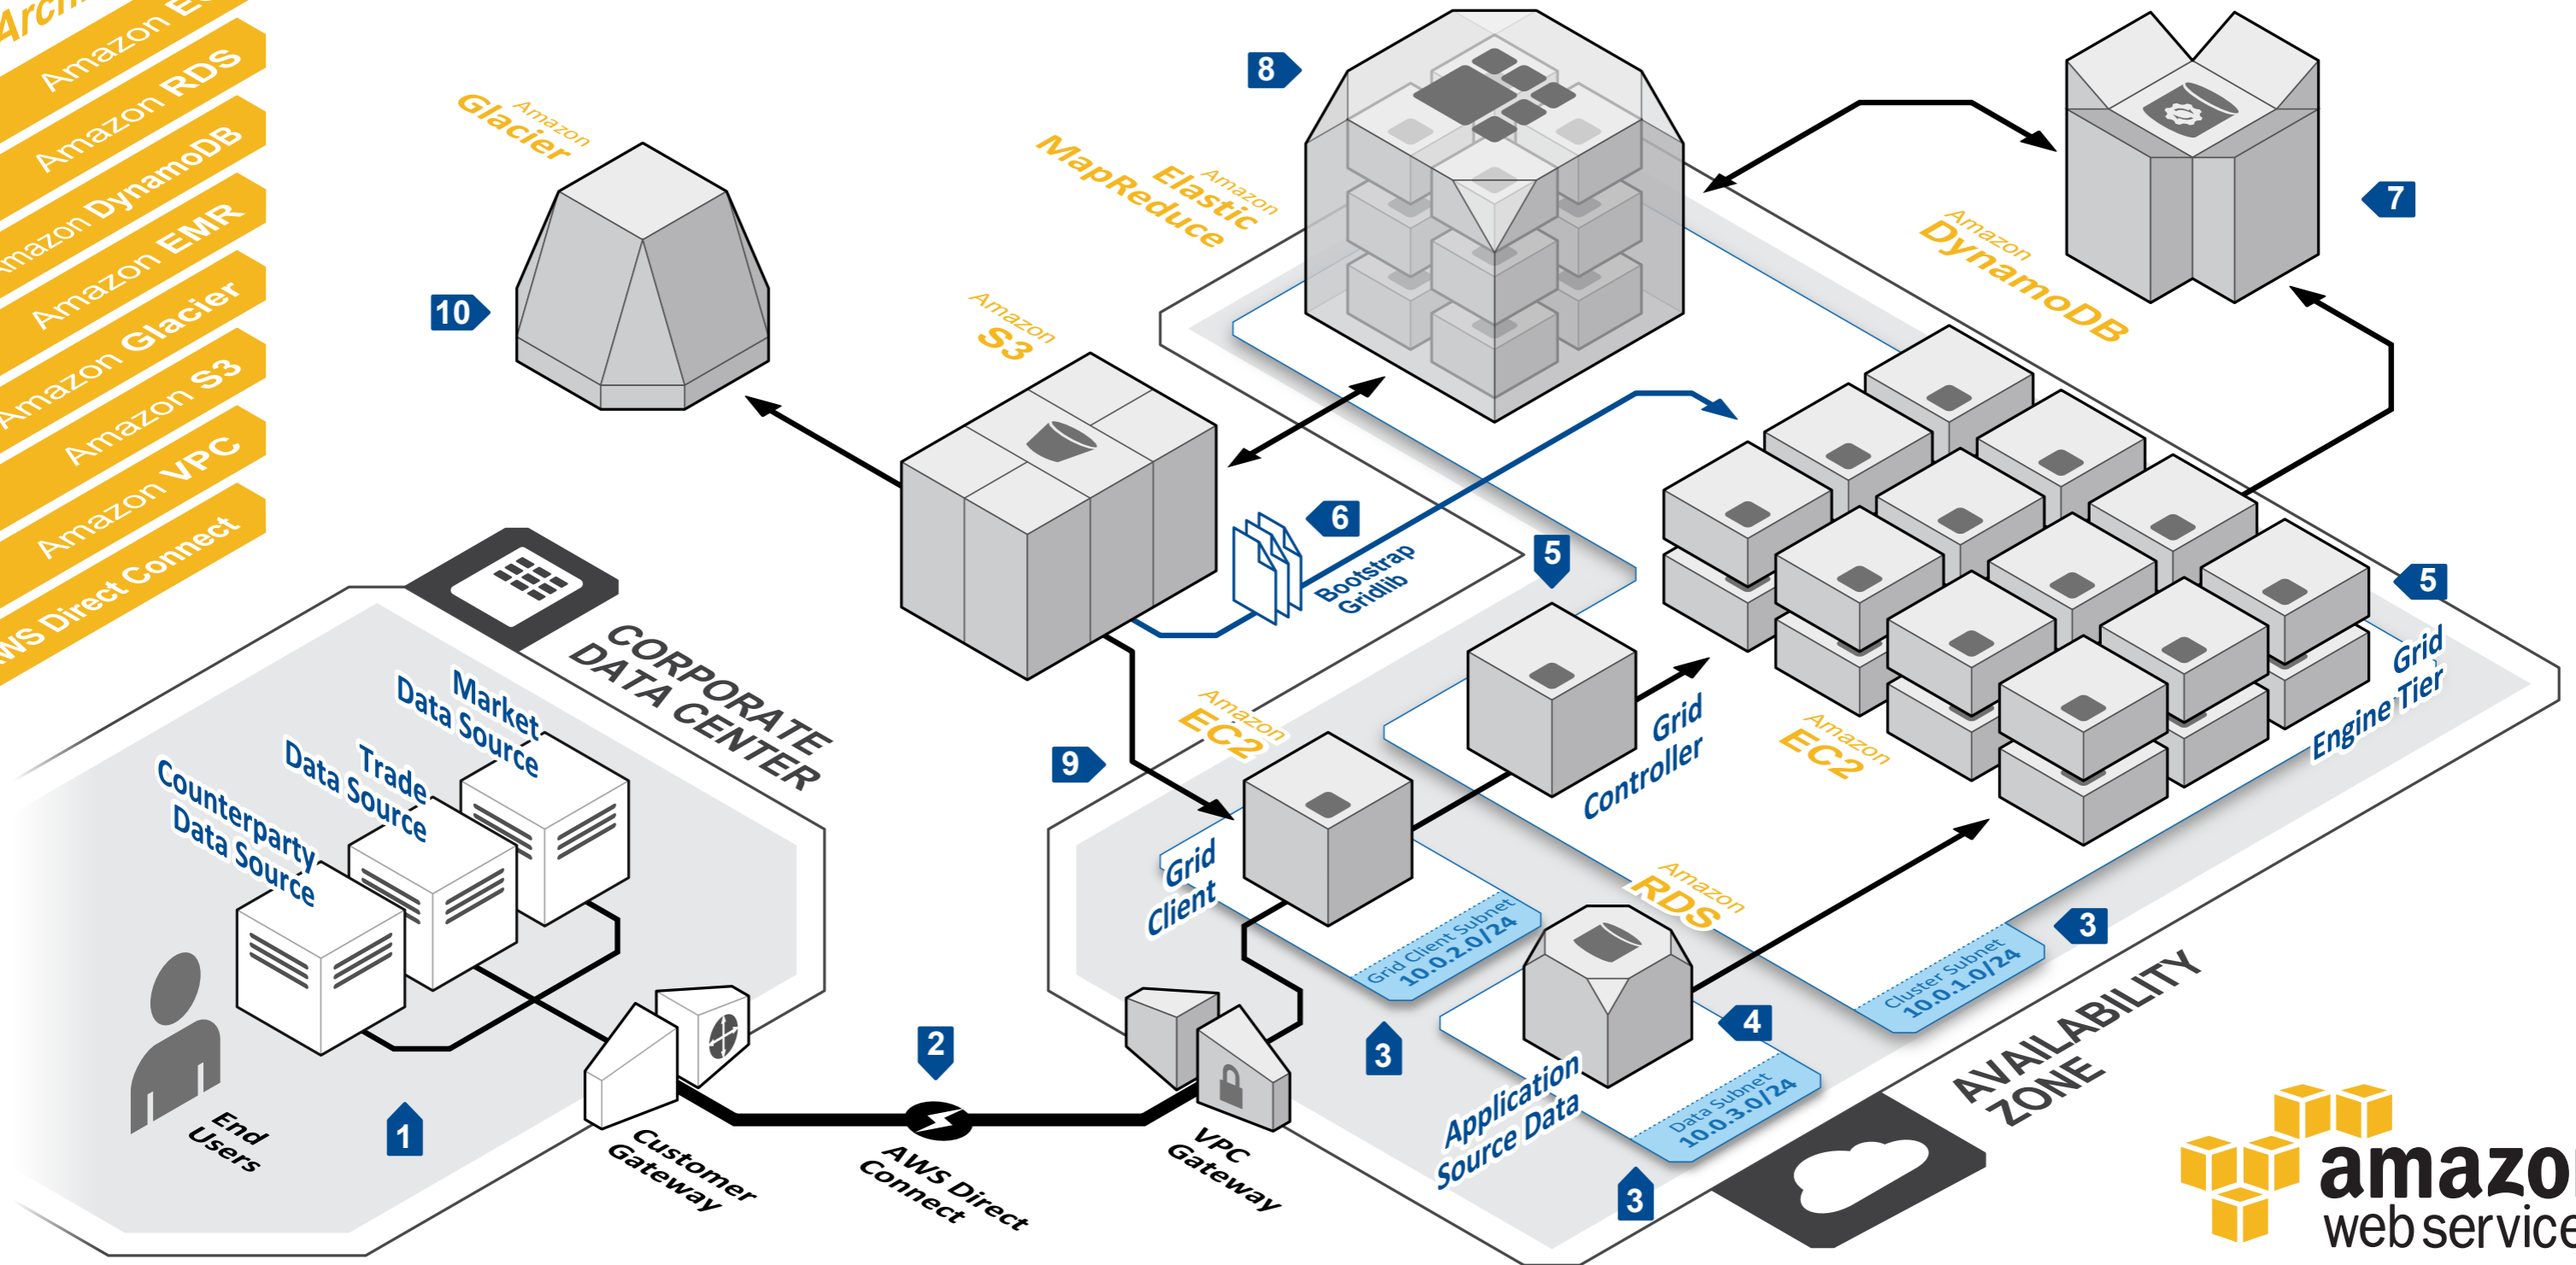 Amazon
Amazon RDS
Amazon DynamoDB
Amazon EMR
Amazon Glacier
Amazon S3
Amazon VPC
AWS Direct Connect
Amazon
Glacier
10
Amazon
S3
8
Amazon
Elastic
MapReduce
7
Amazon
DynamoDB
6
Bootstrap
Gridlib
5
5
Grid
Engine Tier
CORPORATE
DATA CENTER
Market
Data Source
Trade
Data Source
Counterparty
Data Source
End
Users
1
Customer
Gateway
2
AWS Direct
Connect
VPC
Gateway
9
Amazon
EC2
Grid
Client
Grid
Controller
Amazon
EC2
Grid Client Subnet
10.0.2.0/24
3
Amazon
RDS
4
Application
Source Data
Data Subnet
10.0.3.0/24
3
Cluster Subnet
10.0.1.0/24
3
AVAILABILITY
ZONE
amazon
web service